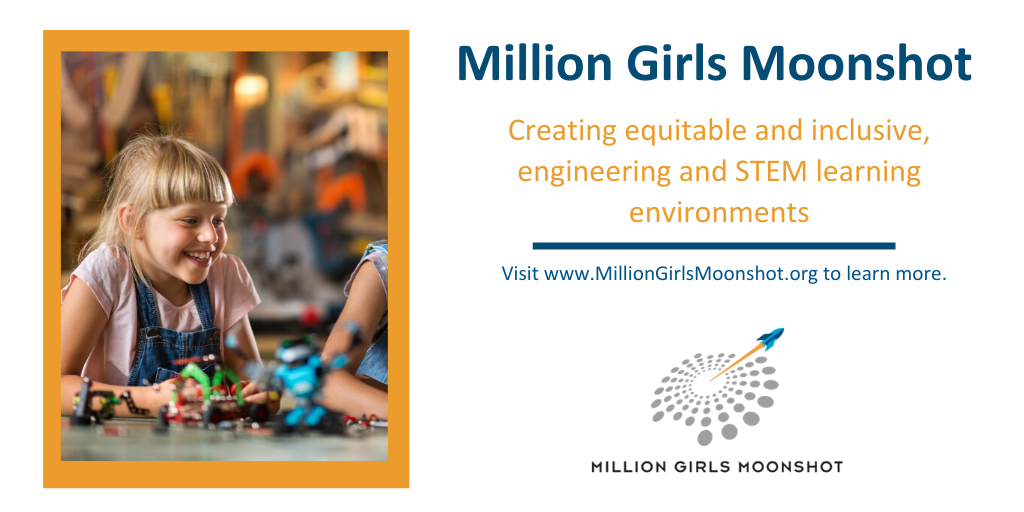 Million Girls Moonshot
Creating equitable and inclusive,
engineering and STEM learning
environments
Visit www.MillionGirlsMoonshot.org to learn more.
MILLION GIRLS MOONSHOT